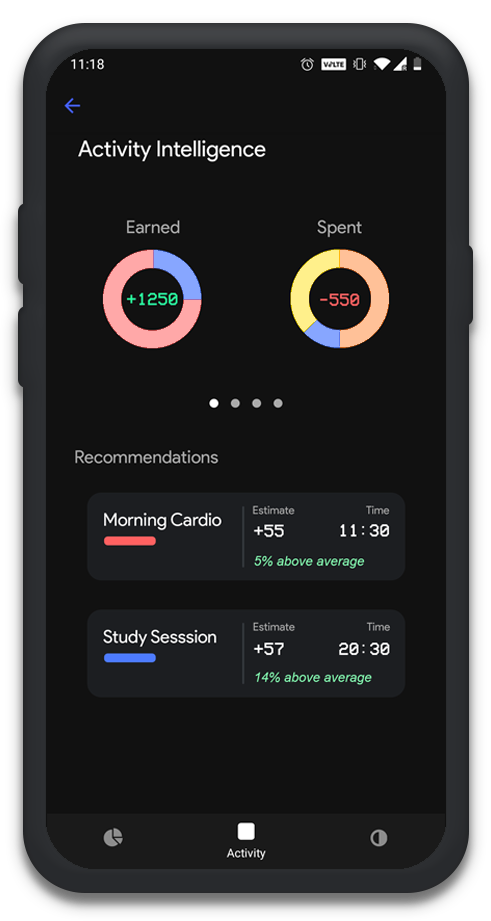 11:18
VoLTE
Activity Intelligence
Earned Spent
+1250 -550
Recommendations
Morning Cardio
Estimate Time
+55 11:30
5% above average
Study Sesssion
Estimate Time
+57 20:30
14% above average
Activity